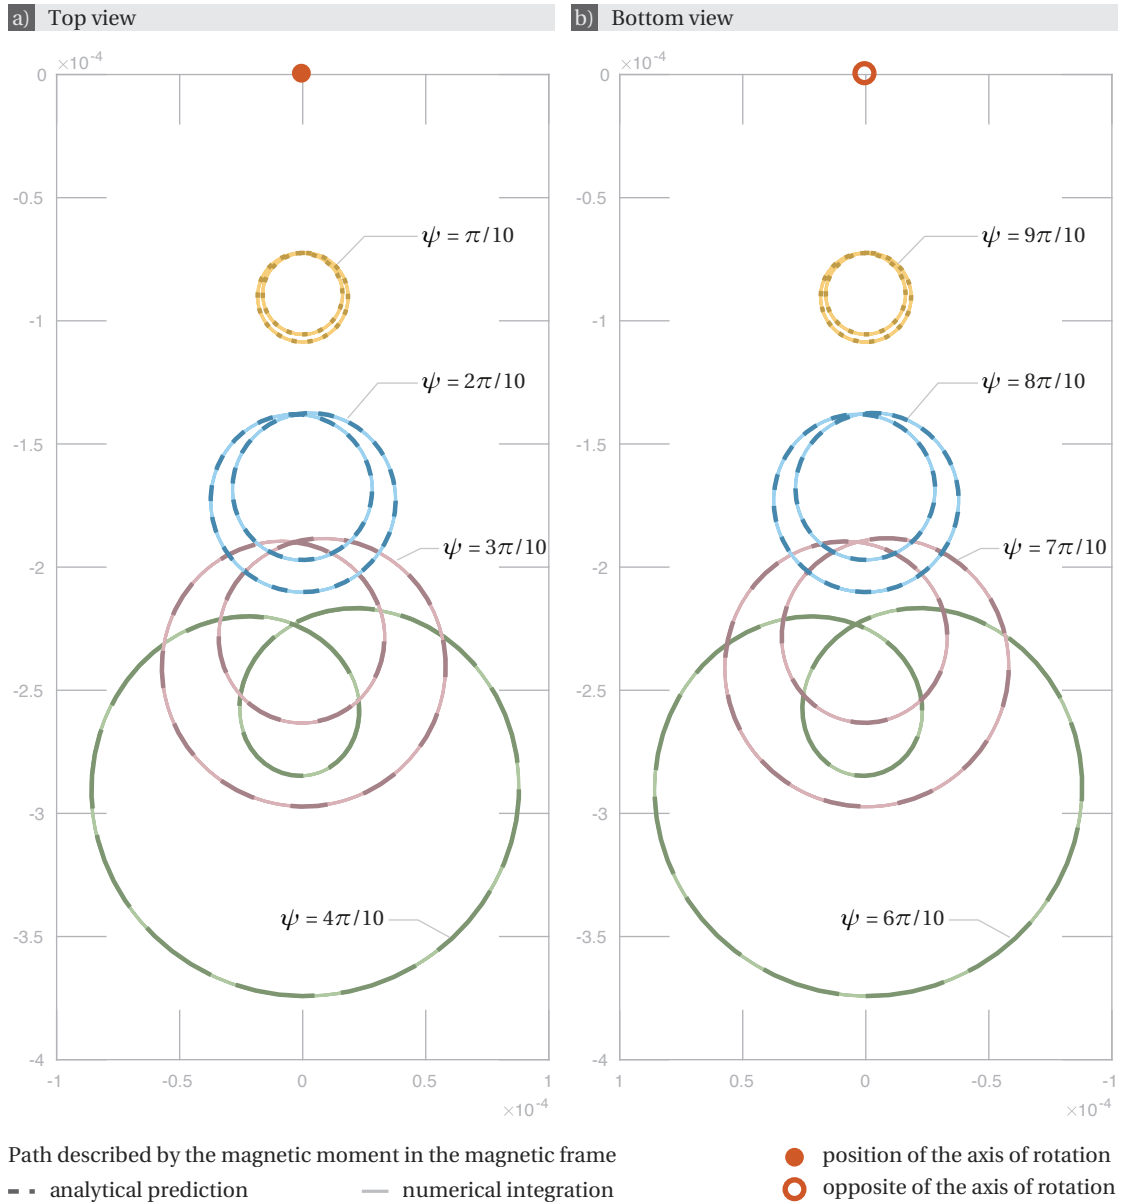 a) Top view
b) Bottom view
×10⁻⁴
×10⁻⁴
0
0
-0.5
-0.5
ψ = π/10
ψ = 9π/10
-1
-1
ψ = 2π/10
ψ = 8π/10
-1.5
-1.5
ψ = 3π/10
ψ = 7π/10
-2
-2
-2.5
-2.5
-3
-3
ψ = 4π/10
ψ = 6π/10
-3.5
-3.5
-4
-4
-1 -0.5 0 0.5 1
1 0.5 0 -0.5 -1
×10⁻⁴
×10⁻⁴
Path described by the magnetic moment in the magnetic frame
analytical prediction
numerical integration
position of the axis of rotation
opposite of the axis of rotation